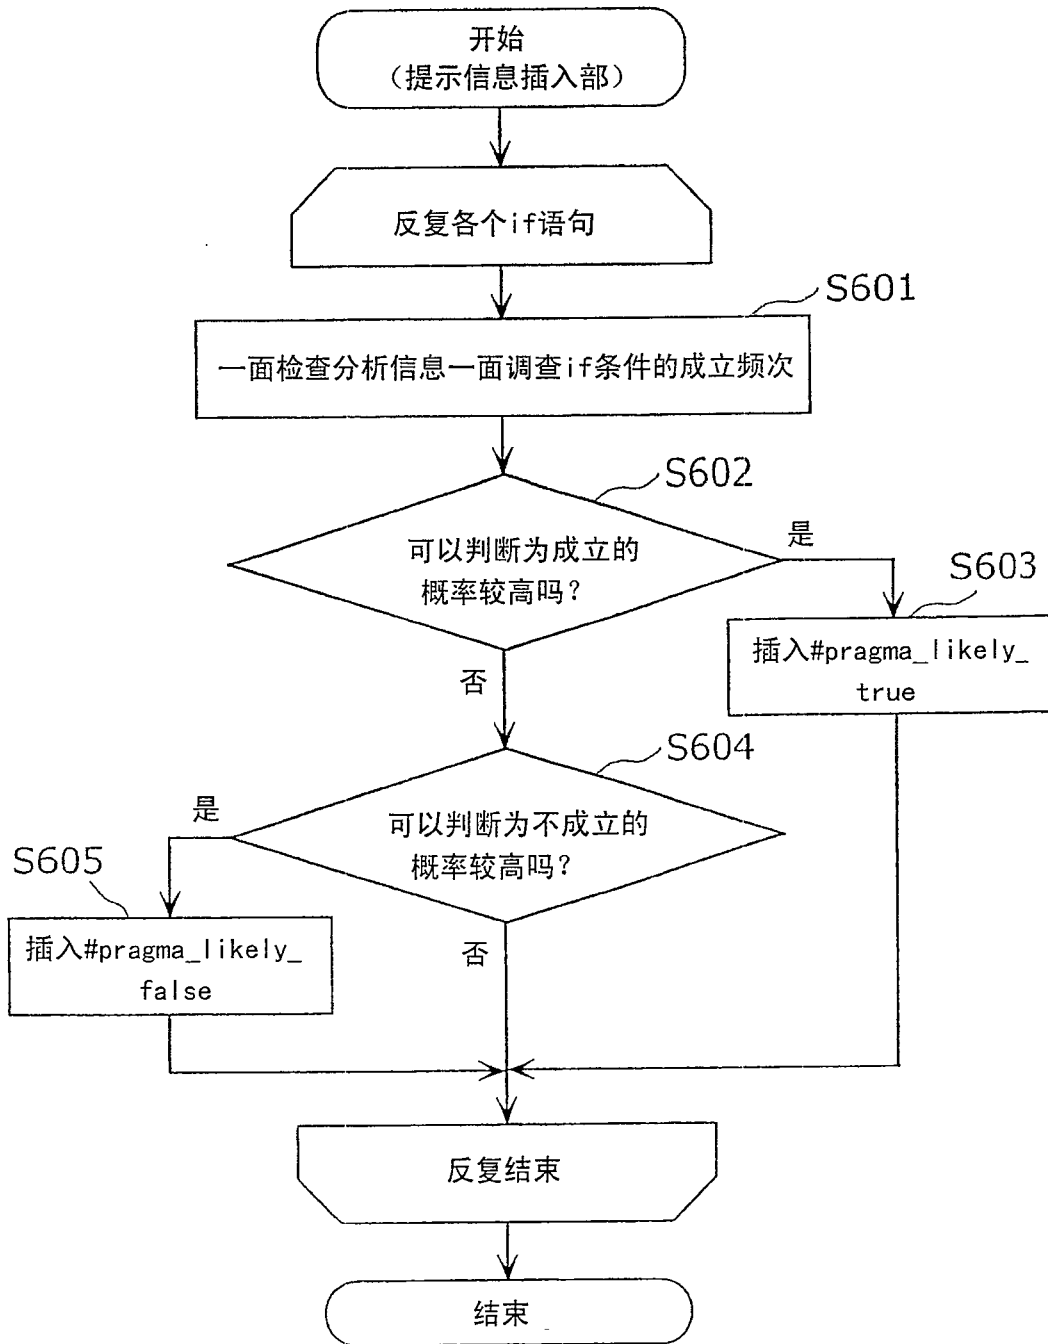 开始
（提示信息插入部）
反复各个if语句
S601
一面检查分析信息一面调查if条件的成立频次
S602
可以判断为成立的
概率较高吗？
是
S603
插入#pragma_likely_
true
否
S604
可以判断为不成立的
概率较高吗？
是
S605
插入#pragma_likely_
false
否
反复结束
结束